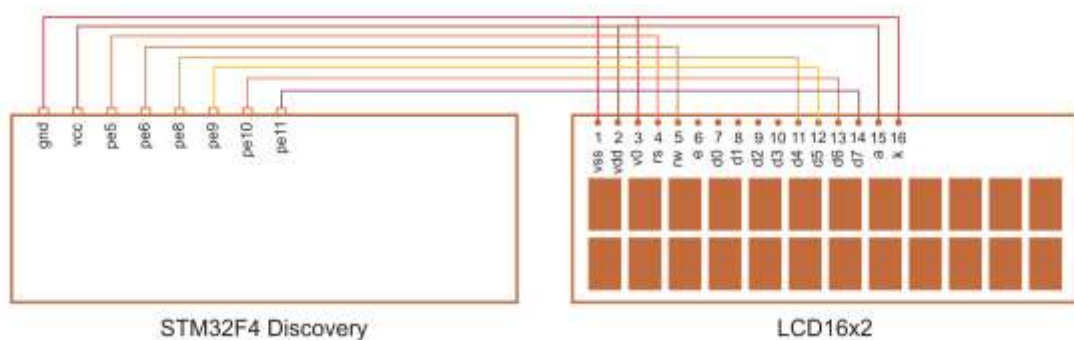 gnd vcc pe5 pe6 pe8 pe9 pe10 pe11
1 2 3 4 5 6 7 8 9 10 11 12 13 14 15 16
vss vdd v0 rs rw e d0 d1 d2 d3 d4 d5 d6 d7 a k
STM32F4 Discovery
LCD16x2